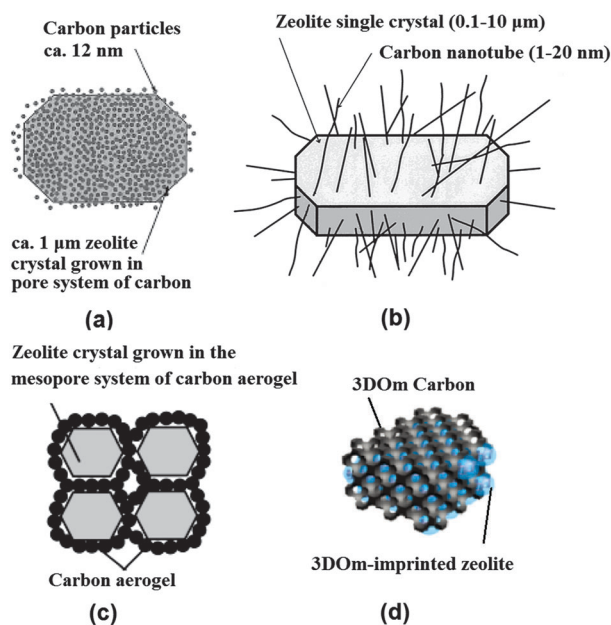 Carbon particles
ca. 12 nm
ca. 1 μm zeolite
crystal grown in
pore system of carbon
(a)
Zeolite single crystal (0.1-10 μm)
Carbon nanotube (1-20 nm)
(b)
Zeolite crystal grown in the
mesopore system of carbon aerogel
Carbon aerogel
(c)
3DOm Carbon
3DOm-imprinted zeolite
(d)